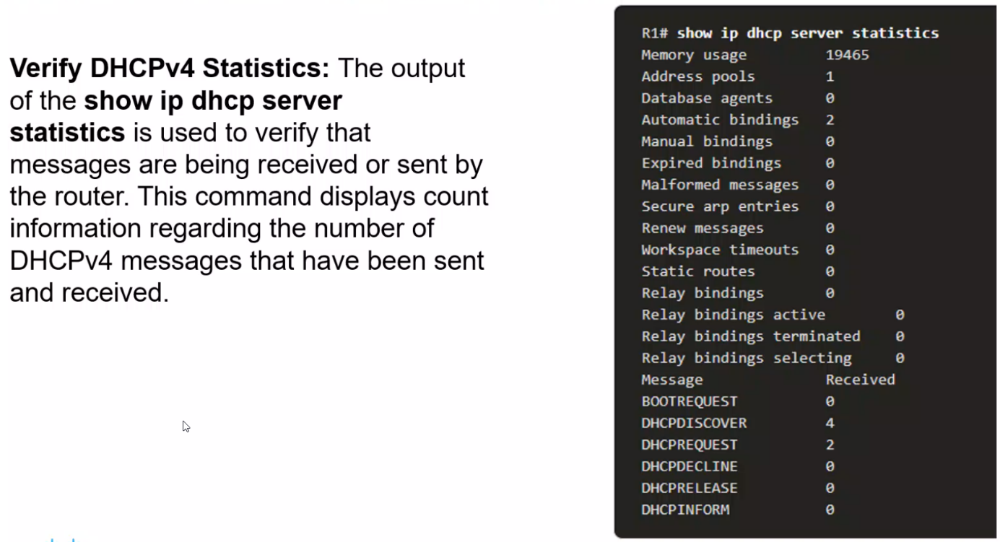 Verify DHCPv4 Statistics: The output
of the show ip dhcp server
statistics is used to verify that
messages are being received or sent by
the router. This command displays count
information regarding the number of
DHCPv4 messages that have been sent
and received.
R1# show ip dhcp server statistics
Memory usage 19465
Address pools 1
Database agents 0
Automatic bindings 2
Manual bindings 0
Expired bindings 0
Malformed messages 0
Secure arp entries 0
Renew messages 0
Workspace timeouts 0
Static routes 0
Relay bindings 0
Relay bindings active 0
Relay bindings terminated 0
Relay bindings selecting 0
Message Received
BOOTREQUEST 0
DHCPDISCOVER 4
DHCPREQUEST 2
DHCPDECLINE 0
DHCPRELEASE 0
DHCPINFORM 0